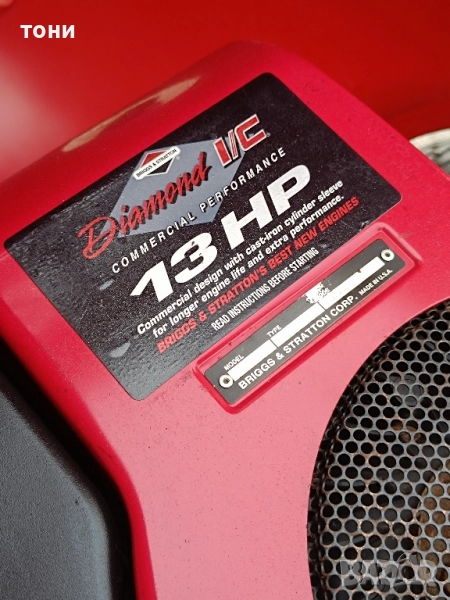 тони
BRIGGS & STRATTON
Diamond I/C
COMMERCIAL PERFORMANCE
13 HP
Commercial design with cast-iron cylinder sleeve
for longer engine life and extra performance.
BRIGGS & STRATTON'S BEST NEW ENGINES
READ INSTRUCTIONS BEFORE STARTING
MODEL TYPE
BRIGGS & STRATTON CORP. MADE IN U.S.A.
BAZAR